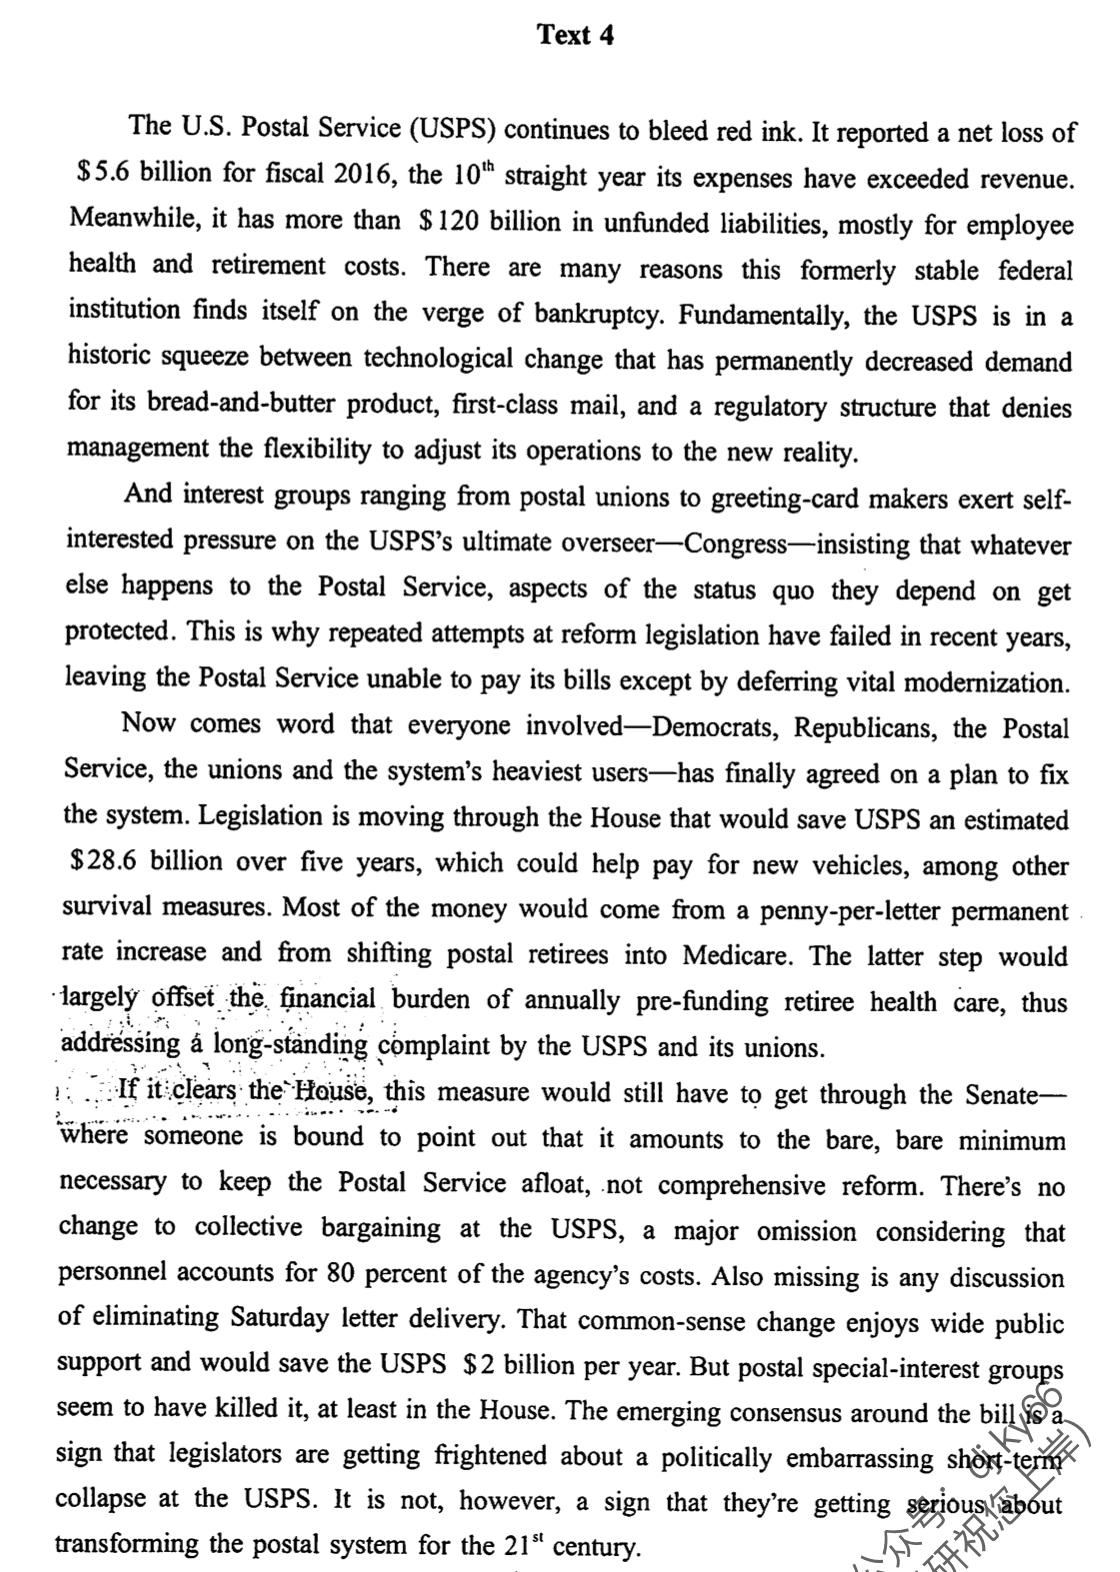 Text 4
The U.S. Postal Service (USPS) continues to bleed red ink. It reported a net loss of
$5.6 billion for fiscal 2016, the 10th straight year its expenses have exceeded revenue.
Meanwhile, it has more than $120 billion in unfunded liabilities, mostly for employee
health and retirement costs. There are many reasons this formerly stable federal
institution finds itself on the verge of bankruptcy. Fundamentally, the USPS is in a
historic squeeze between technological change that has permanently decreased demand
for its bread-and-butter product, first-class mail, and a regulatory structure that denies
management the flexibility to adjust its operations to the new reality.
And interest groups ranging from postal unions to greeting-card makers exert self-
interested pressure on the USPS's ultimate overseer—Congress—insisting that whatever
else happens to the Postal Service, aspects of the status quo they depend on get
protected. This is why repeated attempts at reform legislation have failed in recent years,
leaving the Postal Service unable to pay its bills except by deferring vital modernization.
Now comes word that everyone involved—Democrats, Republicans, the Postal
Service, the unions and the system's heaviest users—has finally agreed on a plan to fix
the system. Legislation is moving through the House that would save USPS an estimated
$28.6 billion over five years, which could help pay for new vehicles, among other
survival measures. Most of the money would come from a penny-per-letter permanent
rate increase and from shifting postal retirees into Medicare. The latter step would
largely offset the financial burden of annually pre-funding retiree health care, thus
addressing a long-standing complaint by the USPS and its unions.
If it clears the House, this measure would still have to get through the Senate—
where someone is bound to point out that it amounts to the bare, bare minimum
necessary to keep the Postal Service afloat, not comprehensive reform. There's no
change to collective bargaining at the USPS, a major omission considering that
personnel accounts for 80 percent of the agency's costs. Also missing is any discussion
of eliminating Saturday letter delivery. That common-sense change enjoys wide public
support and would save the USPS $2 billion per year. But postal special-interest groups
seem to have killed it, at least in the House. The emerging consensus around the bill is a
sign that legislators are getting frightened about a politically embarrassing short-term
collapse at the USPS. It is not, however, a sign that they're getting serious about
transforming the postal system for the 21st century.
公众号: gjky66
研祝您上岸)